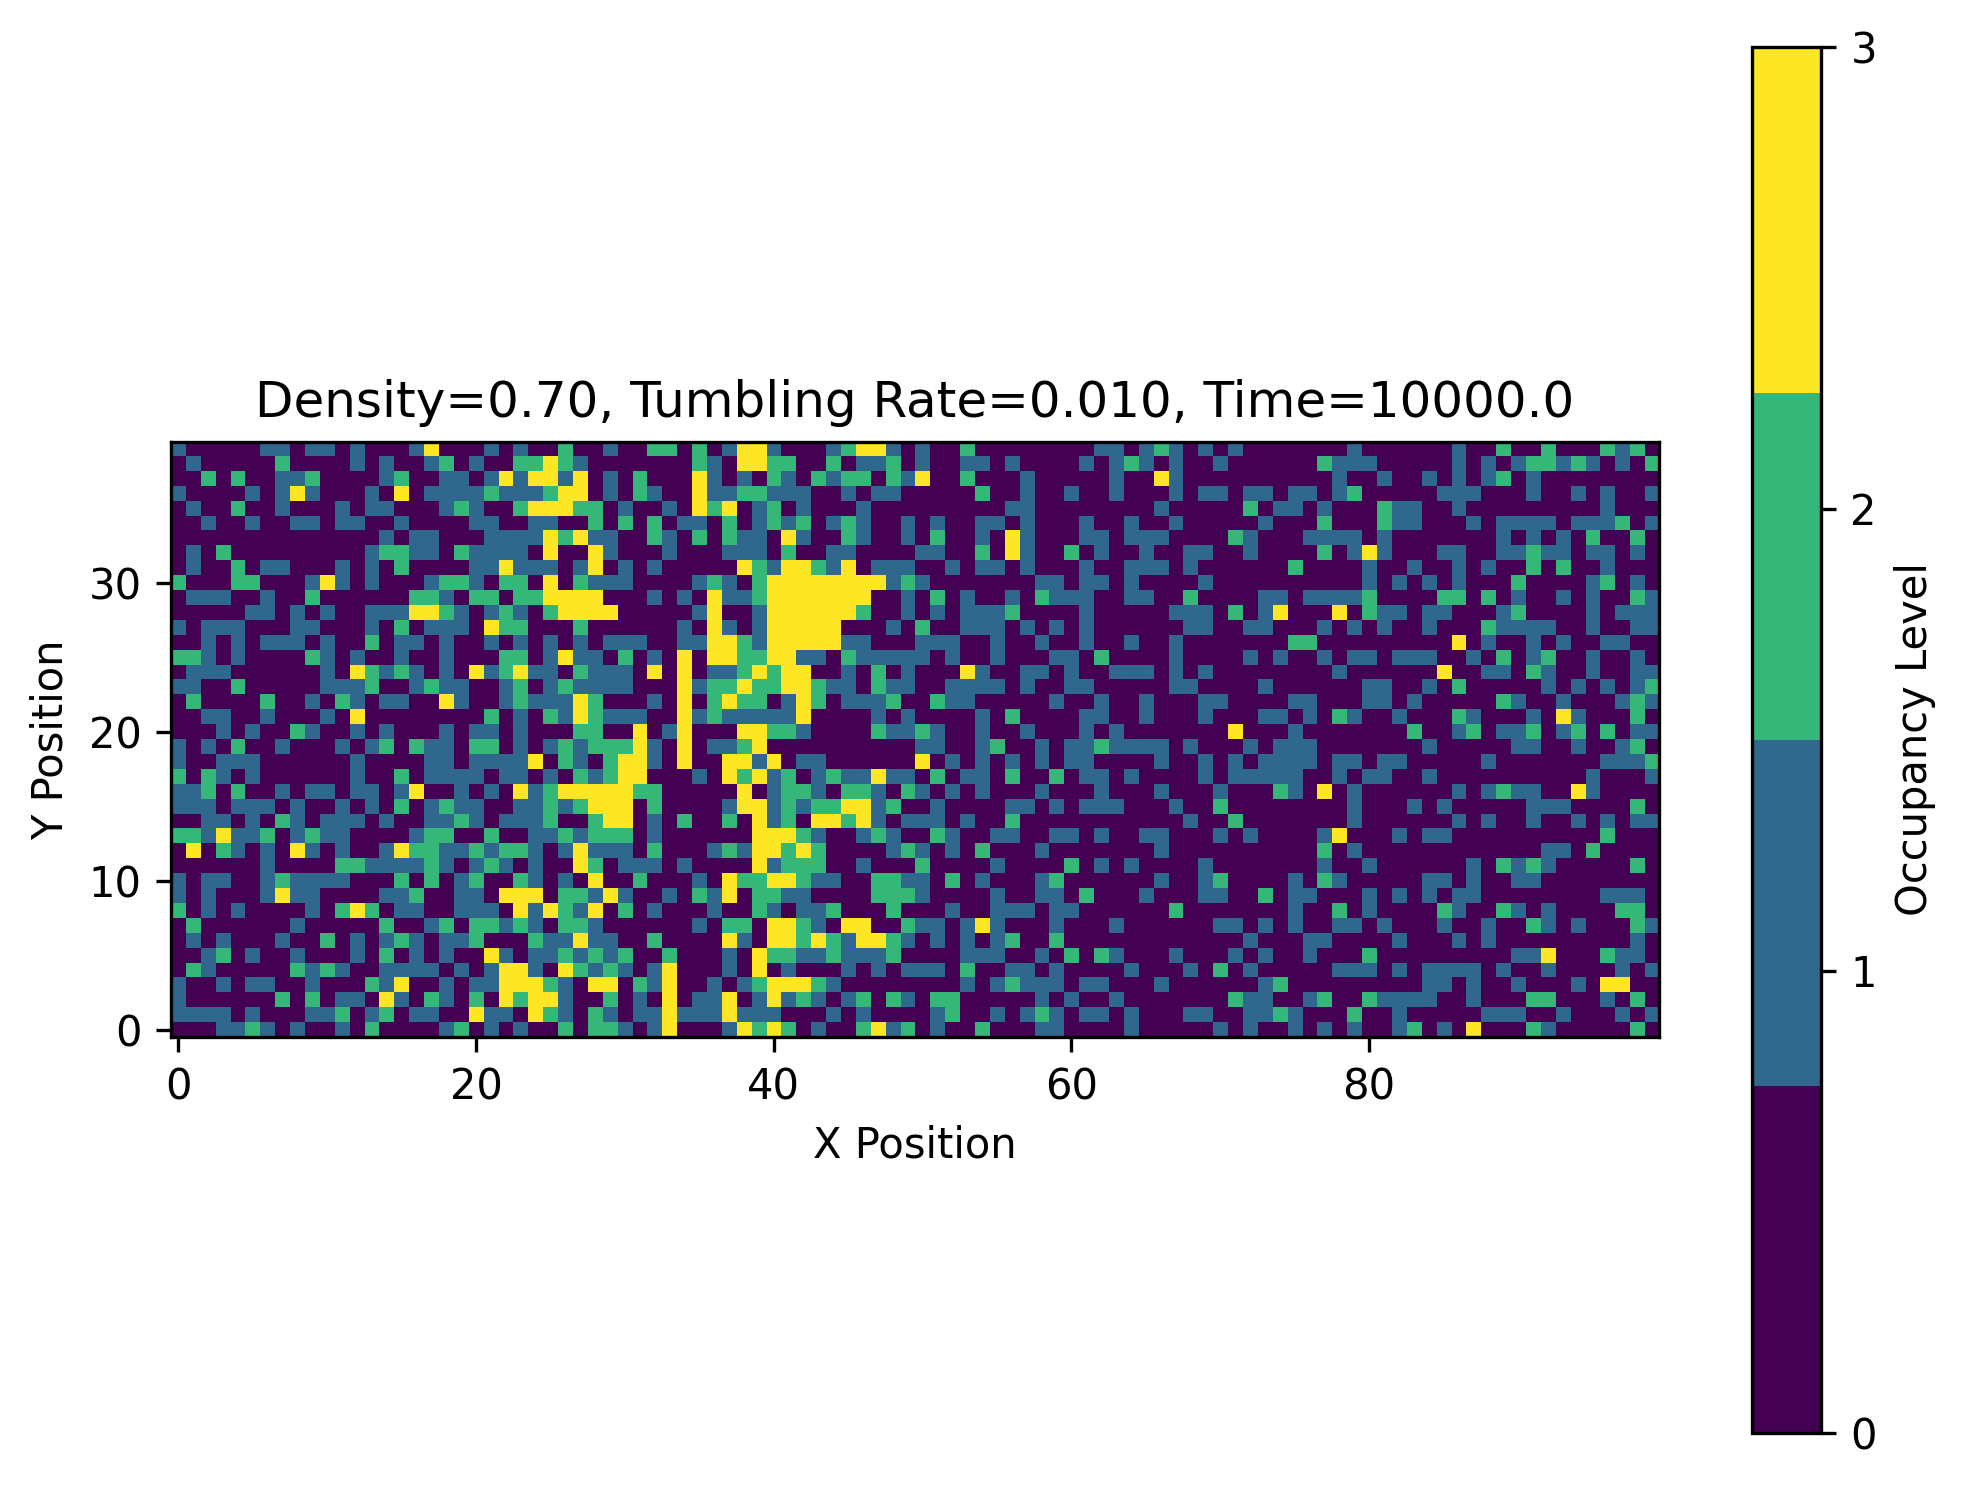 Density=0.70, Tumbling Rate=0.010, Time=10000.0
Y Position
30
20
10
0
0 20 40 60 80
X Position
3
2
1
0
Occupancy Level